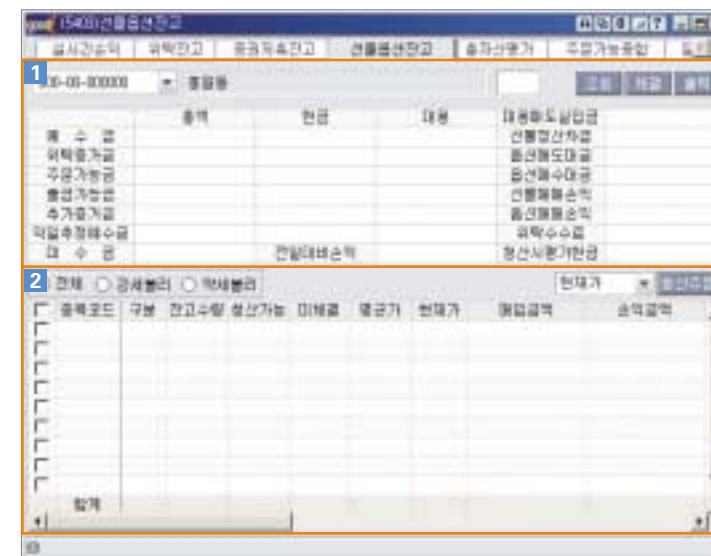 good' (5403)선물옵션잔고
실시간손익 위탁잔고 증권저축잔고 선물옵션잔고 총자산평가 주문가능종합
1
000-00-000000 홍길동 조회
총액 현금 대용 대용매도실입금
예 수 금 선물정산차금
위탁증거금 옵션매도대금
주문가능금 옵션매수대금
출금가능금 선물매매손익
추가증거금 옵션매매손익
익일추정예수금 위탁수수료
대 수 금 전일대비손익 청산시평가현금
2
전체 강세불리 약세불리 현재가
종목코드 구분 잔고수량 청산가능 미체결 평균가 현재가 매입금액 손익금액
합계